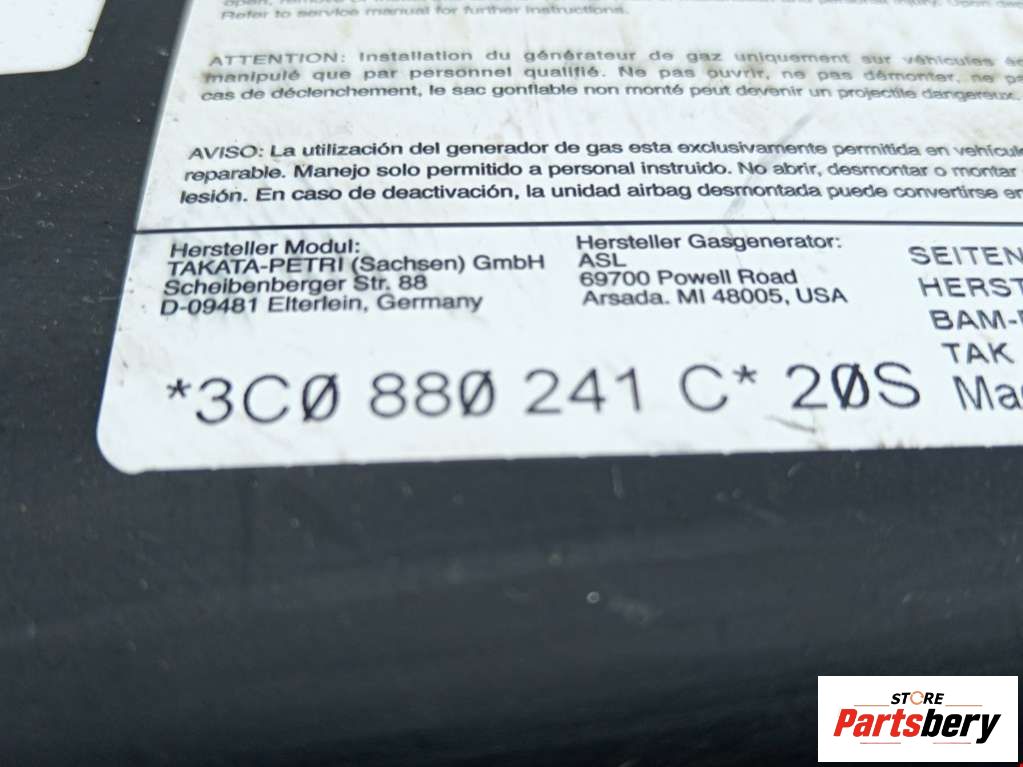 Refer to service manual for further instructions.
ATTENTION: Installation du générateur de gaz uniquement sur véhicules
manipulé que par personnel qualifié. Ne pas ouvrir, ne pas démonter, ne
cas de déclenchement, le sac gonflable non monté peut devenir un projectile dangereux.
AVISO: La utilización del generador de gas esta exclusivamente permitida en vehícul
reparable. Manejo solo permitido a personal instruido. No abrir, desmontar o montar
lesión. En caso de deactivación, la unidad airbag desmontada puede convertirse er
Hersteller Modul:
TAKATA-PETRI (Sachsen) GmbH
Scheibenberger Str. 88
D-09481 Elterlein, Germany
Hersteller Gasgenerator:
ASL
69700 Powell Road
Arsada. MI 48005, USA
SEITEN
HERST
BAM-
TAK
Ma
*3C0 880 241 C* 20S
STORE
Partsbery